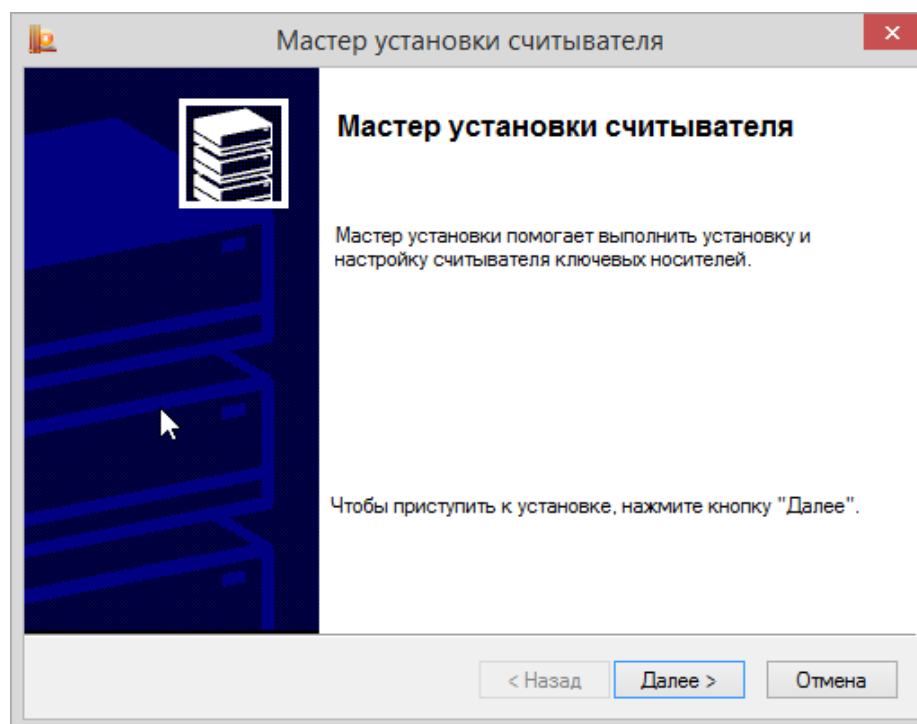 Мастер установки считывателя
Мастер установки считывателя
Мастер установки помогает выполнить установку и
настройку считывателя ключевых носителей.
Чтобы приступить к установке, нажмите кнопку "Далее".
< Назад
Далее >
Отмена